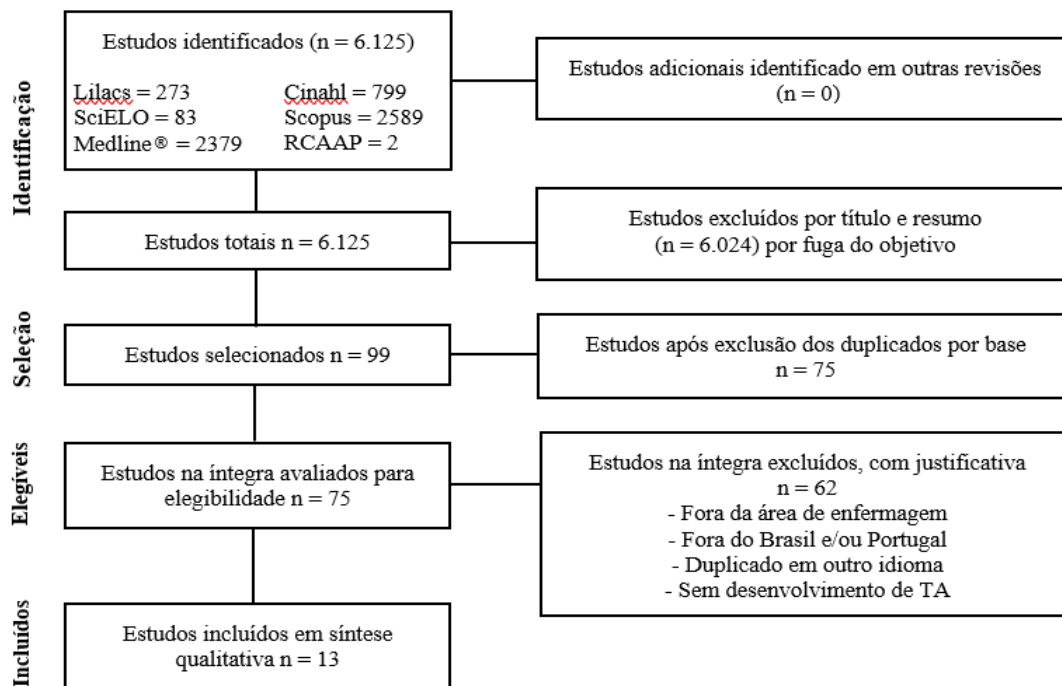 Identificação
Estudos identificados (n = 6.125)
Lilacs = 273 Cinahl = 799
SciELO = 83 Scopus = 2589
Medline® = 2379 RCAAP = 2
Estudos adicionais identificado em outras revisões
(n = 0)
Estudos totais n = 6.125
Estudos excluídos por título e resumo
(n = 6.024) por fuga do objetivo
Seleção
Estudos selecionados n = 99
Estudos após exclusão dos duplicados por base
n = 75
Elegíveis
Estudos na íntegra avaliados para
elegibilidade n = 75
Estudos na íntegra excluídos, com justificativa
n = 62
- Fora da área de enfermagem
- Fora do Brasil e/ou Portugal
- Duplicado em outro idioma
- Sem desenvolvimento de TA
Incluídos
Estudos incluídos em síntese
qualitativa n = 13